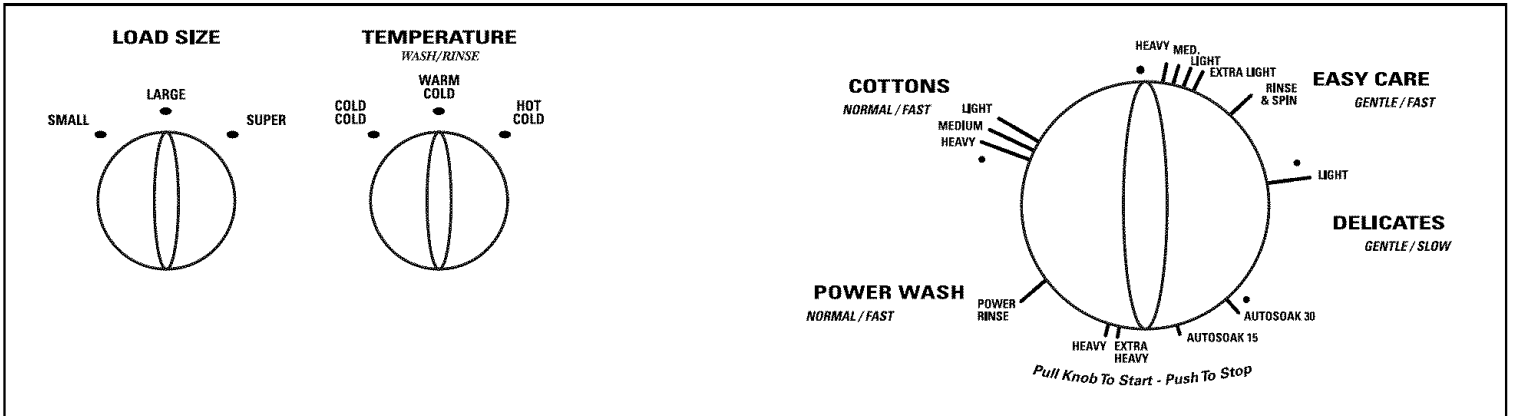 LOAD SIZE
SMALL
LARGE
SUPER
TEMPERATURE
WASH/RINSE
COLD
COLD
WARM
COLD
HOT
COLD
COTTONS
NORMAL / FAST
LIGHT
MEDIUM
HEAVY
HEAVY
MED.
LIGHT
EXTRA LIGHT
RINSE
& SPIN
EASY CARE
GENTLE / FAST
LIGHT
DELICATES
GENTLE / SLOW
AUTOSOAK 30
AUTOSOAK 15
POWER WASH
NORMAL / FAST
POWER
RINSE
HEAVY
EXTRA
HEAVY
Pull Knob To Start - Push To Stop